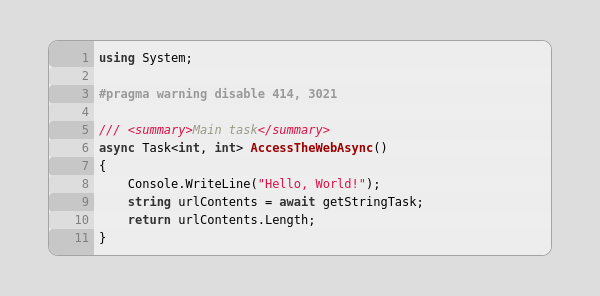 1 using System;
2
3 #pragma warning disable 414, 3021
4
5 /// <summary>Main task</summary>
6 async Task<int, int> AccessTheWebAsync()
7 {
8     Console.WriteLine("Hello, World!");
9     string urlContents = await getStringTask;
10     return urlContents.Length;
11 }